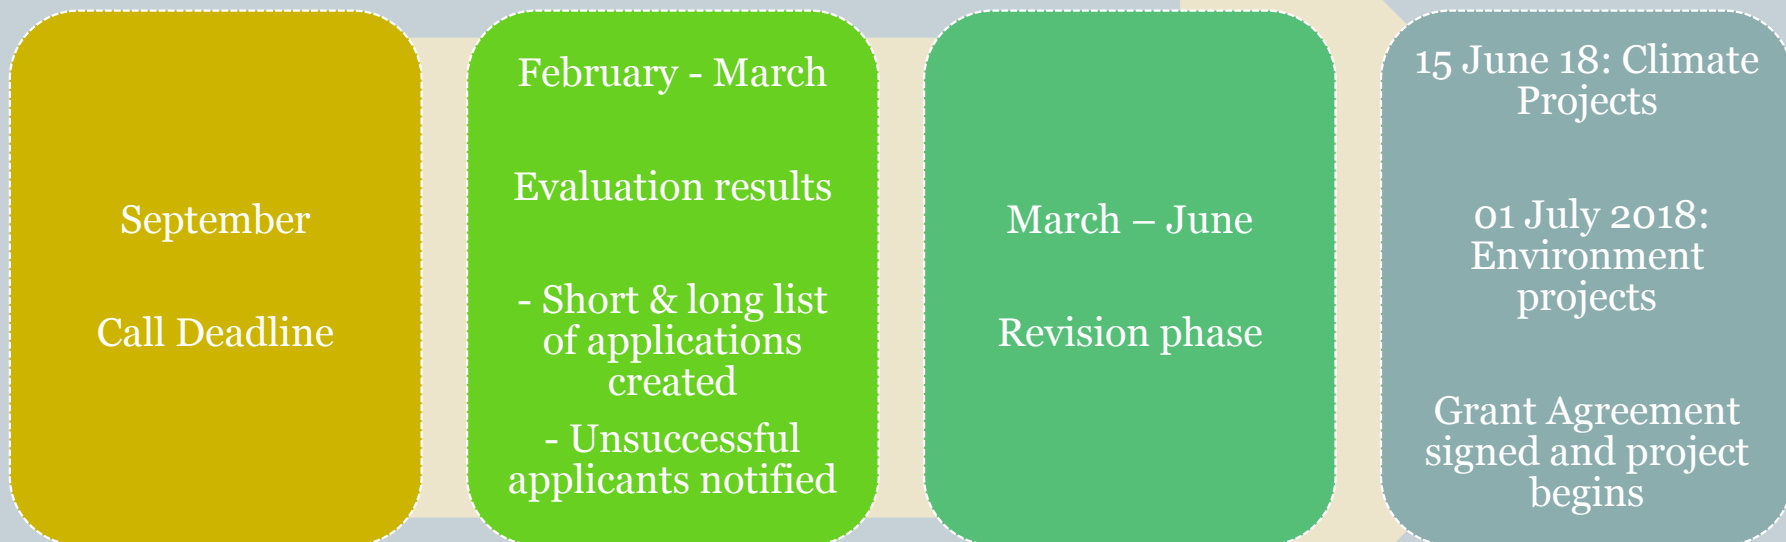 September
Call Deadline
February - March
Evaluation results
- Short & long list
of applications
created
- Unsuccessful
applicants notified
March – June
Revision phase
15 June 18: Climate
Projects
01 July 2018:
Environment
projects
Grant Agreement
signed and project
begins